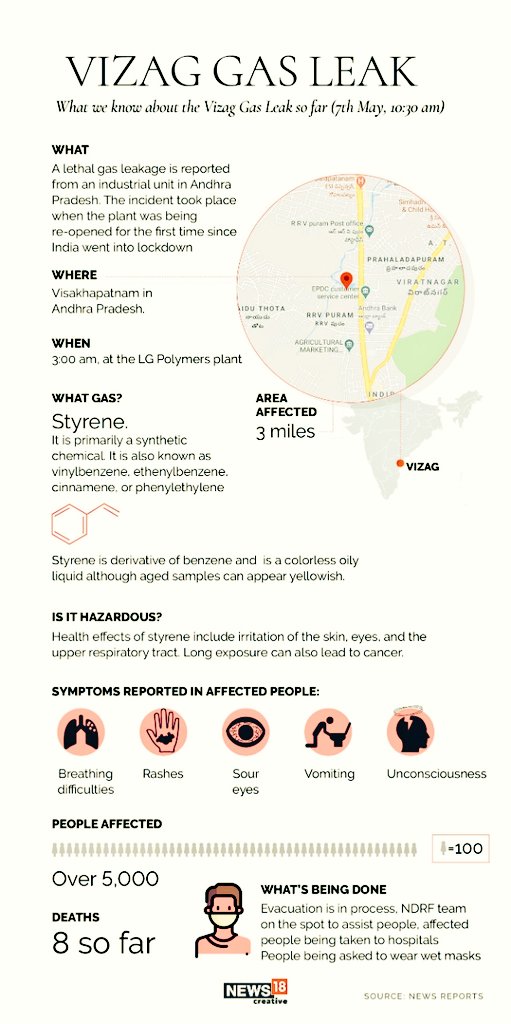 VIZAG GAS LEAK
What we know about the Vizag Gas Leak so far (7th May, 10:30 am)
WHAT
A lethal gas leakage is reported
from an industrial unit in Andhra
Pradesh. The incident took place
when the plant was being
re-opened for the first time since
India went into lockdown
WHERE
Visakhapatnam in
Andhra Pradesh.
WHEN
3:00 am, at the LG Polymers plant
R R V puram Post office
PRAHALADAPURAM
ప్రహలాదపురం
VIRATNAGAR
విరాట్‌నగర్
EPDC customer
service center
Andhra Bank
RRV PURAM
RRV పురం
AGRICULTURAL
MARKETING...
WHAT GAS?
Styrene.
It is primarily a synthetic
chemical. It is also known as
vinylbenzene, ethenylbenzene,
cinnamene, or phenylethylene
AREA
AFFECTED
3 miles
VIZAG
Styrene is derivative of benzene and is a colorless oily
liquid although aged samples can appear yellowish.
IS IT HAZARDOUS?
Health effects of styrene include irritation of the skin, eyes, and the
upper respiratory tract. Long exposure can also lead to cancer.
SYMPTOMS REPORTED IN AFFECTED PEOPLE:
Breathing
difficulties
Rashes
Sour
eyes
Vomiting
Unconsciousness
PEOPLE AFFECTED
=100
Over 5,000
DEATHS
8 so far
WHAT'S BEING DONE
Evacuation is in process, NDRF team
on the spot to assist people, affected
people being taken to hospitals
People being asked to wear wet masks
NEWS 18
creative
SOURCE: NEWS REPORTS